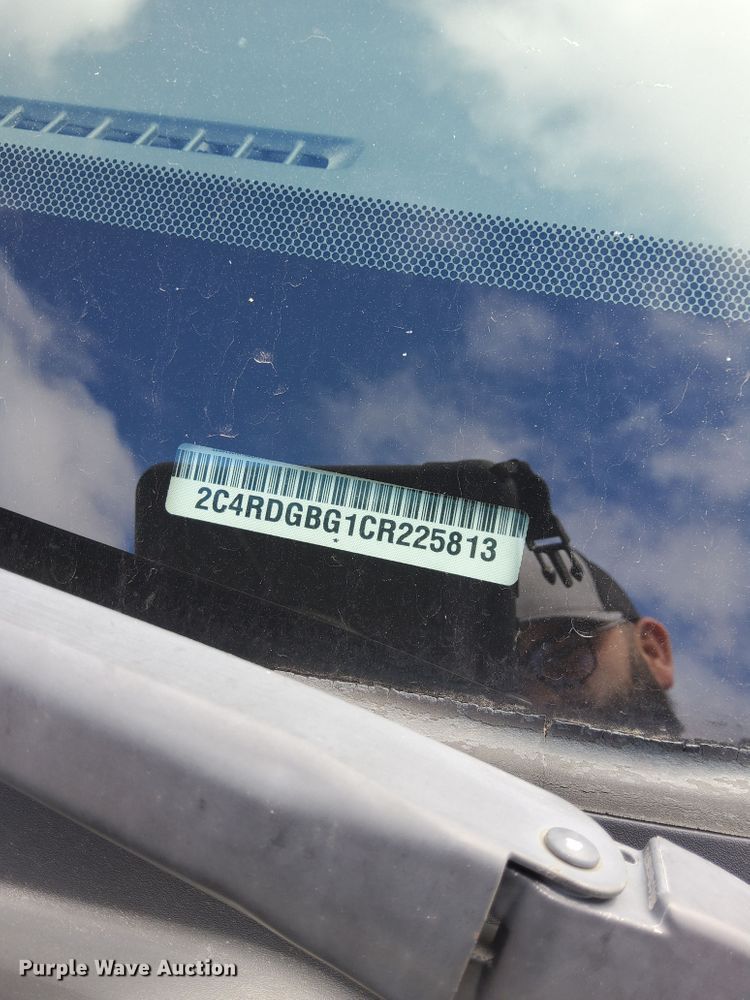 2C4RDGBG1CR225813
*
Purple Wave Auction